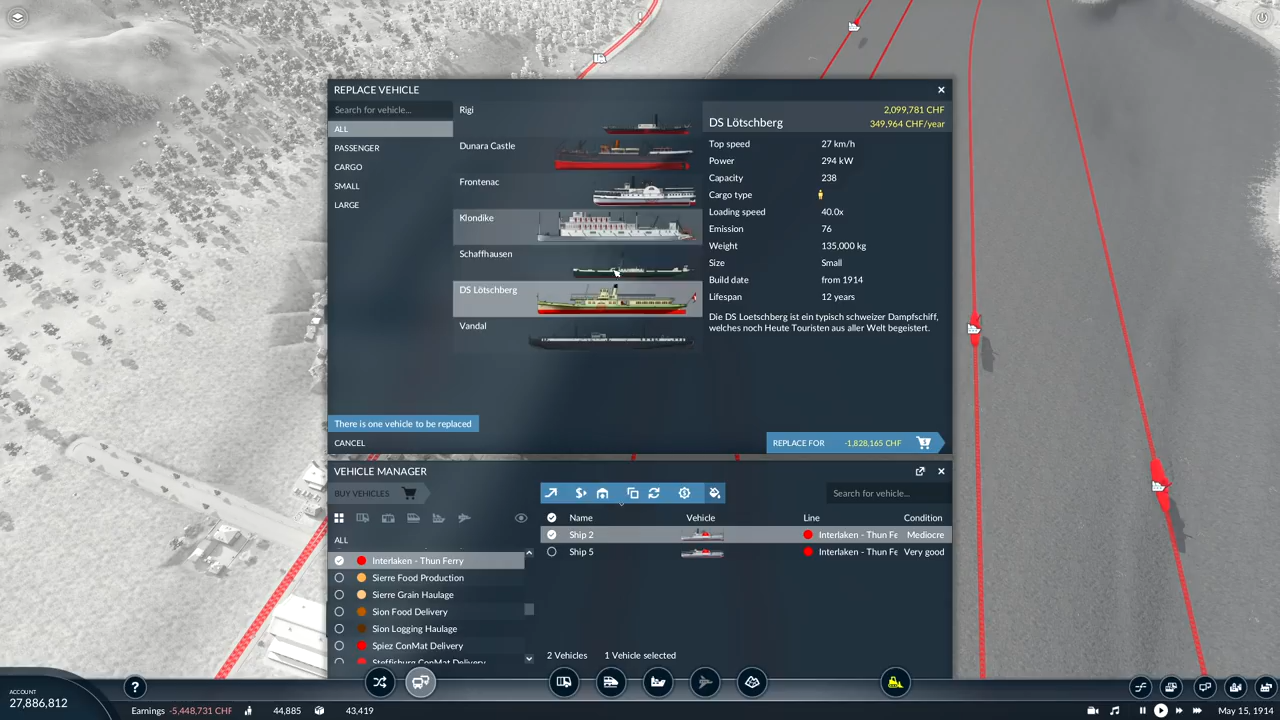 REPLACE VEHICLE
Search for vehicle...
ALL
PASSENGER
CARGO
SMALL
LARGE
Rigi
Dunara Castle
Frontenac
Klondike
Schaffhausen
DS Lötschberg
Vandal
2,099,781 CHF
DS Lötschberg
349,964 CHF/year
Top speed 27 km/h
Power 294 kW
Capacity 238
Cargo type
Loading speed 40.0x
Emission 76
Weight 135,000 kg
Size Small
Build date from 1914
Lifespan 12 years
Die DS Loetschberg ist ein typisch schweizer Dampfschiff,
welches noch Heute Touristen aus aller Welt begeistert.
There is one vehicle to be replaced
CANCEL
REPLACE FOR -1,828,165 CHF
VEHICLE MANAGER
BUY VEHICLES
Search for vehicle...
ALL
Interlaken - Thun Ferry
Sierre Food Production
Sierre Grain Haulage
Sion Food Delivery
Sion Logging Haulage
Spiez ConMat Delivery
Steffisburg ConMat Delivery
Name Vehicle Line Condition
Ship 2 Interlaken - Thun Fe Mediocre
Ship 5 Interlaken - Thun Fe Very good
2 Vehicles 1 Vehicle selected
ACCOUNT
27,886,812
?
Earnings -5,448,731 CHF 44,885 43,419
May 15, 1914